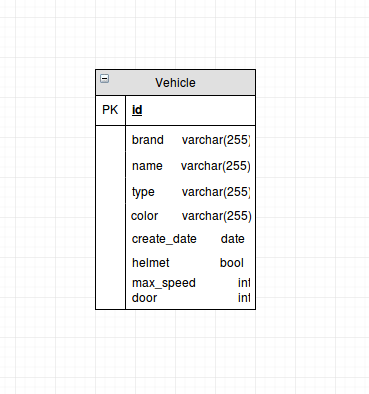 Vehicle
PK id
brand varchar(255)
name varchar(255)
type varchar(255)
color varchar(255)
create_date date
helmet bool
max_speed int
door int